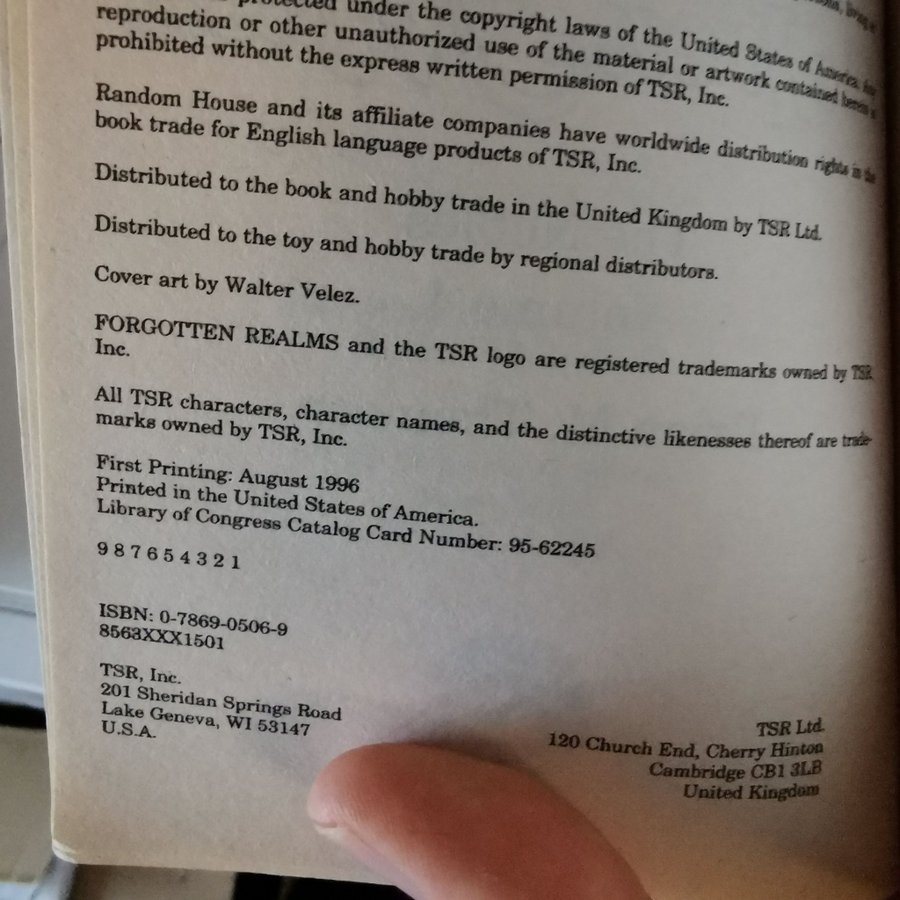 protected under the copyright laws of the United States of America. Any
reproduction or other unauthorized use of the material or artwork contained herein is
prohibited without the express written permission of TSR, Inc.
Random House and its affiliate companies have worldwide distribution rights in the
book trade for English language products of TSR, Inc.
Distributed to the book and hobby trade in the United Kingdom by TSR Ltd.
Distributed to the toy and hobby trade by regional distributors.
Cover art by Walter Velez.
FORGOTTEN REALMS and the TSR logo are registered trademarks owned by TSR,
Inc.
All TSR characters, character names, and the distinctive likenesses thereof are trade-
marks owned by TSR, Inc.
First Printing: August 1996
Printed in the United States of America.
Library of Congress Catalog Card Number: 95-62245
9 8 7 6 5 4 3 2 1
ISBN: 0-7869-0506-9
8563XXX1501
TSR, Inc.
201 Sheridan Springs Road
Lake Geneva, WI 53147
U.S.A.
TSR Ltd.
120 Church End, Cherry Hinton
Cambridge CB1 3LB
United Kingdom